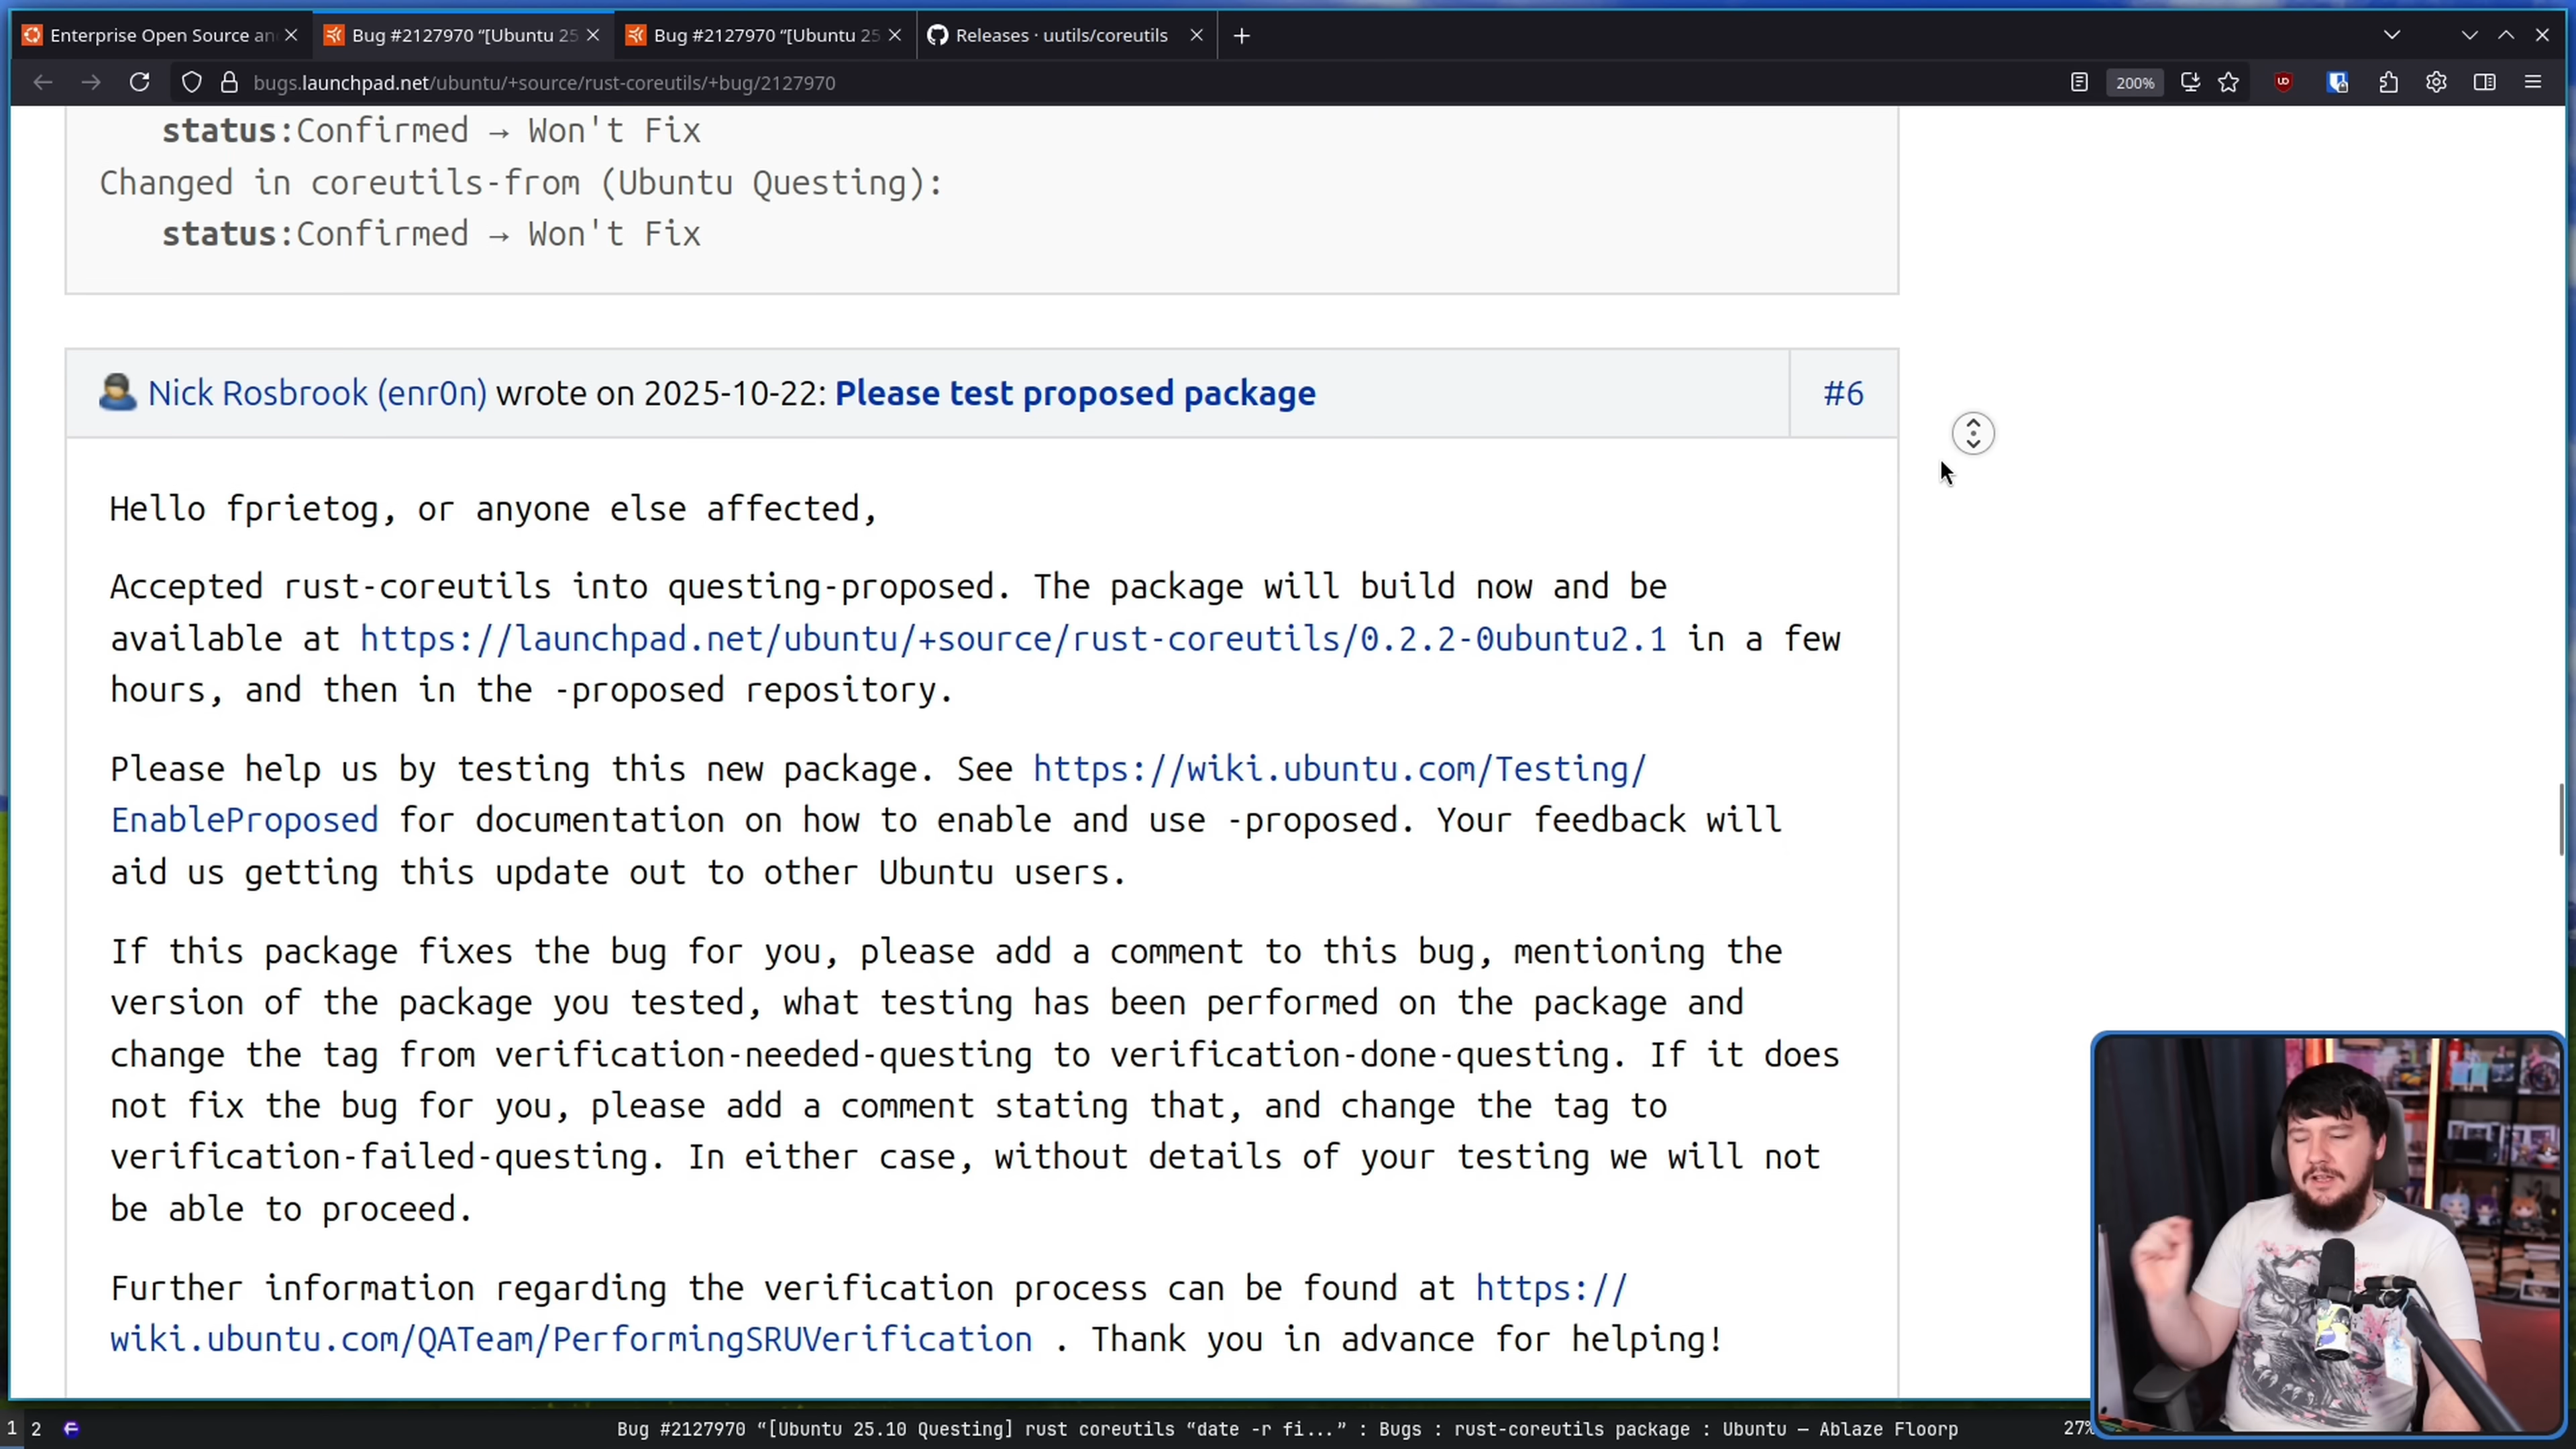 Enterprise Open Source an
Bug #2127970 “[Ubuntu 25
Bug #2127970 “[Ubuntu 25
Releases · uutils/coreutils
bugs.launchpad.net/ubuntu/+source/rust-coreutils/+bug/2127970
200%
status:Confirmed → Won't Fix
Changed in coreutils-from (Ubuntu Questing):
status:Confirmed → Won't Fix
Nick Rosbrook (enr0n) wrote on 2025-10-22: Please test proposed package
#6
Hello fprietog, or anyone else affected,
Accepted rust-coreutils into questing-proposed. The package will build now and be
available at https://launchpad.net/ubuntu/+source/rust-coreutils/0.2.2-0ubuntu2.1 in a few
hours, and then in the -proposed repository.
Please help us by testing this new package. See https://wiki.ubuntu.com/Testing/
EnableProposed for documentation on how to enable and use -proposed. Your feedback will
aid us getting this update out to other Ubuntu users.
If this package fixes the bug for you, please add a comment to this bug, mentioning the
version of the package you tested, what testing has been performed on the package and
change the tag from verification-needed-questing to verification-done-questing. If it does
not fix the bug for you, please add a comment stating that, and change the tag to
verification-failed-questing. In either case, without details of your testing we will not
be able to proceed.
Further information regarding the verification process can be found at https://
wiki.ubuntu.com/QATeam/PerformingSRUVerification . Thank you in advance for helping!
1 2
Bug #2127970 “[Ubuntu 25.10 Questing] rust coreutils “date -r fi...” : Bugs : rust-coreutils package : Ubuntu — Ablaze Floorp
27%